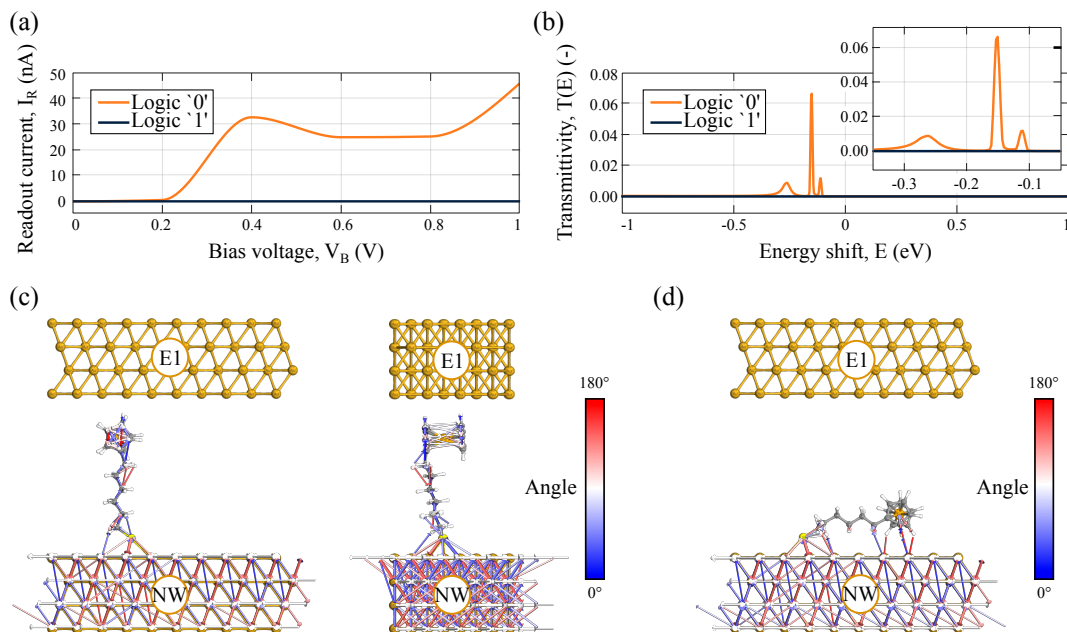 (a)
Readout current, I_R (nA)
50
40
30
20
10
0
Logic `0'
Logic `1'
0
0.2
0.4
0.6
0.8
1
Bias voltage, V_B (V)
(b)
Transmittivity, T(E) (-)
0.08
0.06
0.04
0.02
0.00
Logic `0'
Logic `1'
-1
-0.5
0
0.5
1
Energy shift, E (eV)
0.06
0.04
0.02
0.00
-0.3
-0.2
-0.1
(c)
E1
NW
E1
NW
180°
Angle
0°
(d)
E1
NW
180°
Angle
0°